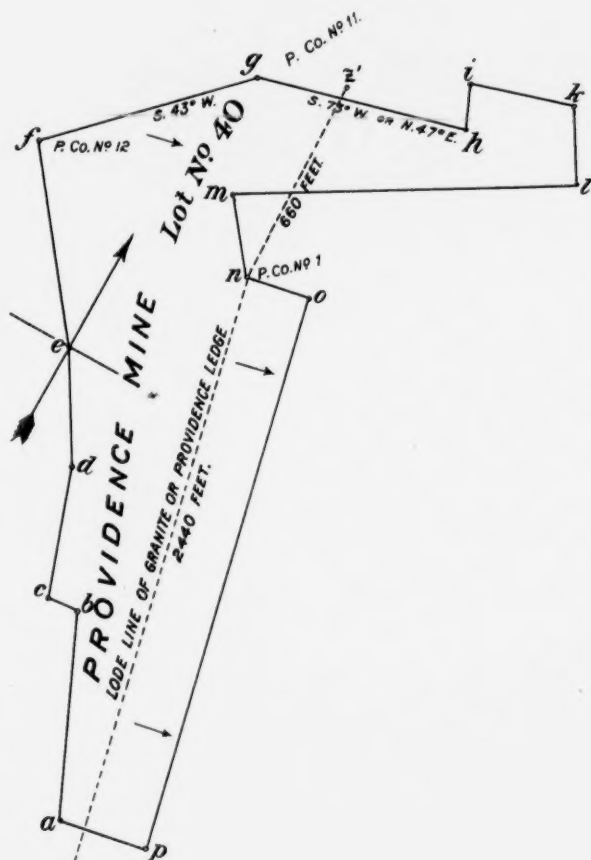 P. Co. Nº 11.
g
z'
i
k
S. 43° W.
S. 75° W. OR N. 47° E.
f
P. Co. Nº 12
h
Lot Nº 40
m
l
660 FEET.
n
P. Co. Nº 1
o
e
PROVIDENCE MINE
LODE LINE OF GRANITE OR PROVIDENCE LEDGE
2440 FEET.
d
c
b
a
p